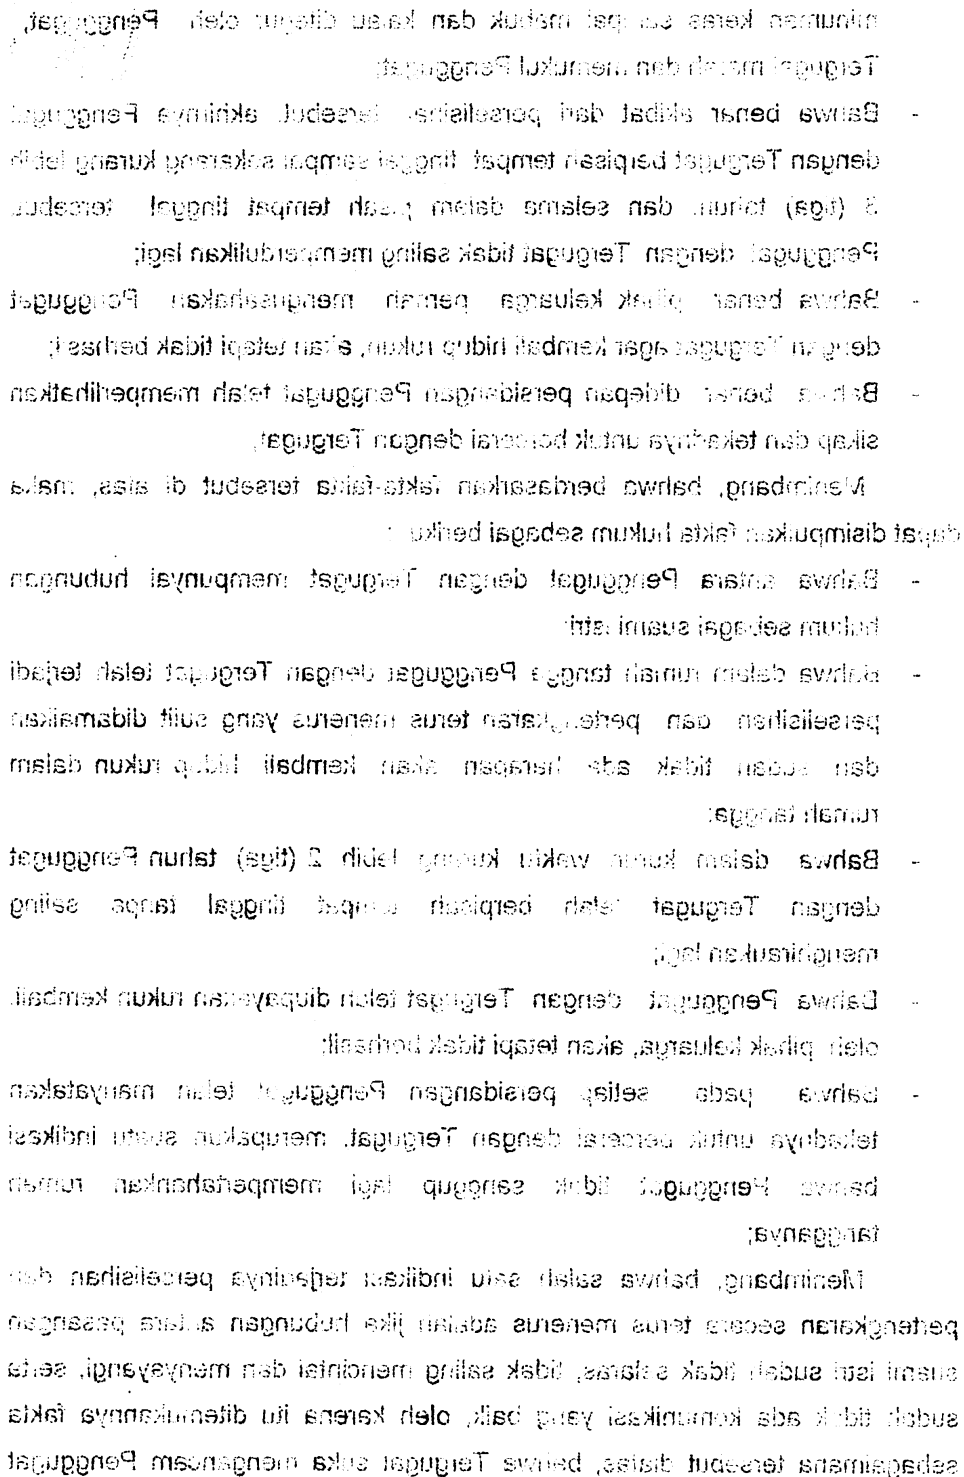 minuman keras sampai mabuk dan kalau ditegur oleh Penggugat,
Tergugat marah dan memukul Penggugat;
- Bahwa benar akibat dari perselisihan tersebut, akhirnya Penggugat
dengan Tergugat berpisah tempat tinggal sampai sekarang kurang lebih
3 (tiga) tahun, dan selama dalam pisah tempat tinggal tersebut
Penggugat dengan Tergugat tidak saling memperdulikan lagi;
- Bahwa benar pihak keluarga pernah mengusahakan Penggugat
dengan Tergugat agar kembali hidup rukun, akan tetapi tidak berhasil;
- Bahwa benar didepan persidangan Penggugat telah memperlihatkan
sikap dan tekadnya untuk bercerai dengan Tergugat,
Menimbang, bahwa berdasarkan fakta-fakta tersebut di atas, maka
dapat disimpulkan fakta hukum sebagai berikut :
- Bahwa antara Penggugat dengan Tergugat mempunyai hubungan
hukum sebagai suami istri;
- Bahwa dalam rumah tangga Penggugat dengan Tergugat telah terjadi
perselisihan dan pertengkaran terus menerus yang sulit didamaikan
dan sudah tidak ada harapan akan kembali hidup rukun dalam
rumah tangga;
- Bahwa dalam kurun waktu kurang lebih 2 (tiga) tahun Penggugat
dengan Tergugat telah berpisah tempat tinggal tanpa saling
menghiraukan lagi;
- Bahwa Penggugat dengan Tergugat telah diupayakan rukun kembali,
oleh pihak keluarga, akan tetapi tidak berhasil;
- Bahwa pada setiap persidangan Penggugat telah manyatakan
tekadnya untuk bercerai dengan Tergugat, merupakan suatu indikasi
bahwa Penggugat tidak sanggup lagi mempertahankan rumah
tangganya;
Menimbang, bahwa salah satu indikasi terjadinya perselisihan dan
pertengkaran secara terus menerus adalah jika hubungan antara pasangan
suami istri sudah tidak selaras, tidak saling mencintai dan menyayangi, serta
sudah tidak ada komunikasi yang baik, oleh karena itu ditemukannya fakta
sebagaimana tersebut diatas, bahwa Tergugat suka mengancam Penggugat